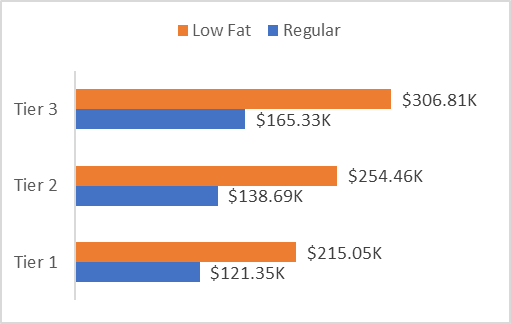 Low Fat Regular
Tier 3
$306.81K
$165.33K
Tier 2
$254.46K
$138.69K
Tier 1
$215.05K
$121.35K